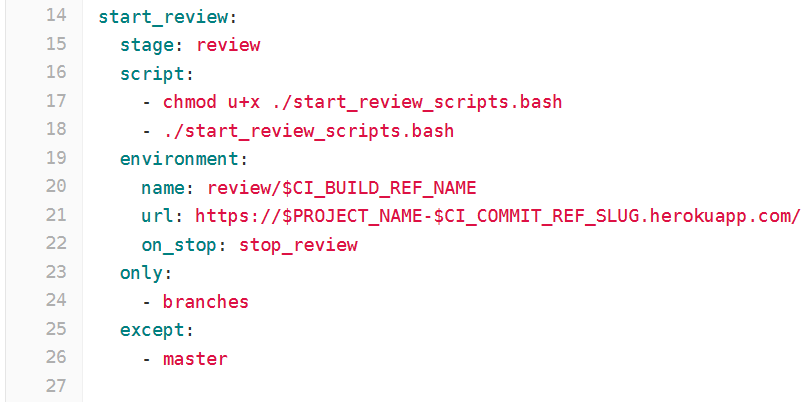 14 start_review:
15   stage: review
16   script:
17     - chmod u+x ./start_review_scripts.bash
18     - ./start_review_scripts.bash
19   environment:
20     name: review/$CI_BUILD_REF_NAME
21     url: https://$PROJECT_NAME-$CI_COMMIT_REF_SLUG.herokuapp.com/
22     on_stop: stop_review
23   only:
24     - branches
25   except:
26     - master
27